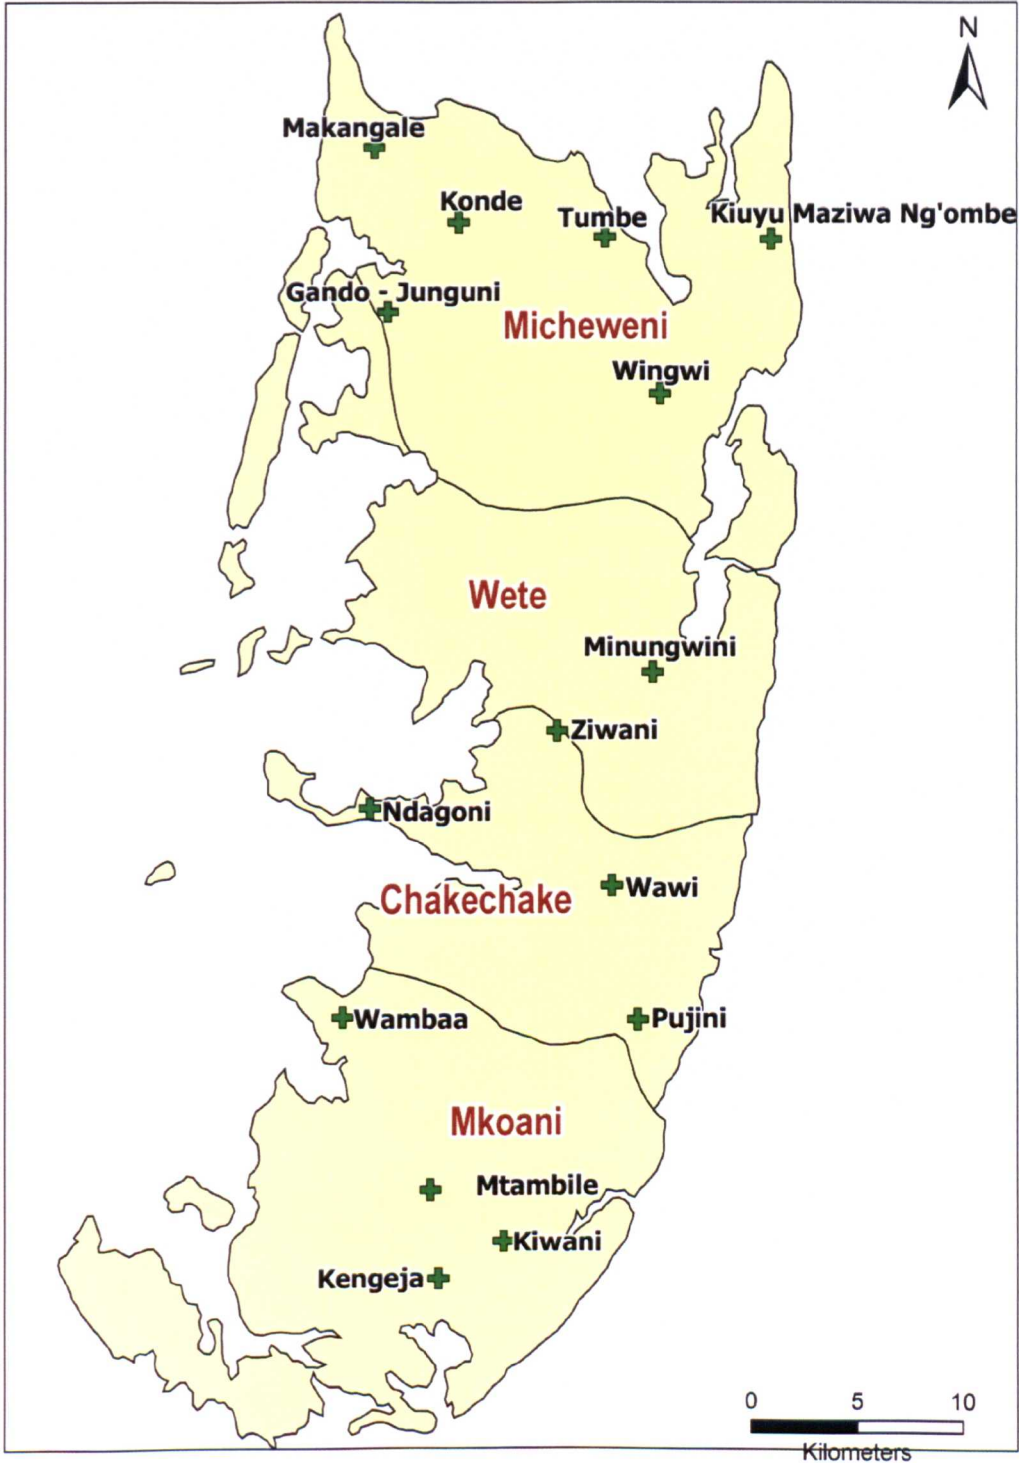 N
Makangale
Konde
Tumbe
Kiuyu Maziwa Ng'ombe
Gando - Junguni
Micheweni
Wingwi
Wete
Minungwini
Ziwani
Ndagoni
Wawi
Chakechake
Wambaa
Pujini
Mkoani
Mtambile
Kiwani
Kengeja
0 5 10
Kilometers